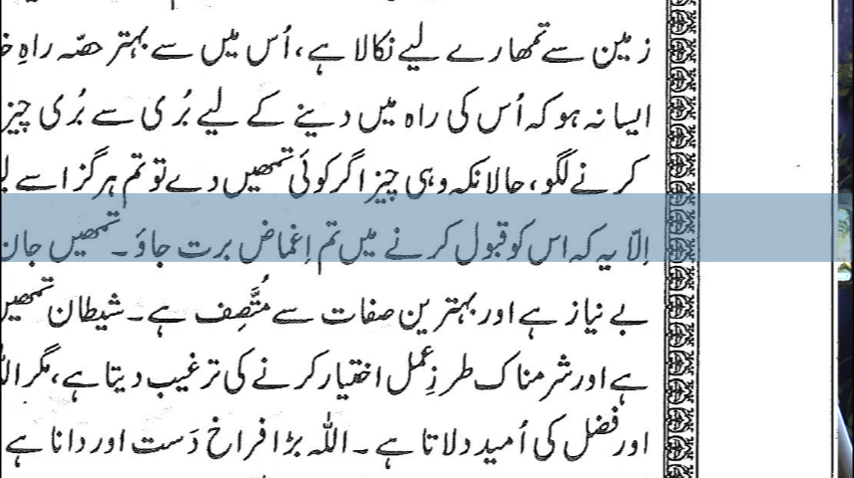 زمین سے تمھارے لیے نکالا ہے، اُس میں سے بہتر حصّہ راہِ
ایسا نہ ہو کہ اُس کی راہ میں دینے کے لیے بُری سے بُری چیز
کرنے لگو، حالانکہ وہی چیز اگر کوئی تمھیں دے تو تم ہرگز اسے
اِلّا یہ کہ اس کو قبول کرنے میں تم اِغماض برت جاؤ۔ تمھیں جان
بے نیاز ہے اور بہترین صفات سے مُتَّصِف ہے۔ شیطان تمھیں
ہے اور شرمناک طرزِ عمل اختیار کرنے کی ترغیب دیتا ہے، مگر
اور فضل کی اُمید دلاتا ہے۔ اللہ بڑا فراخ دَست اور دانا ہے